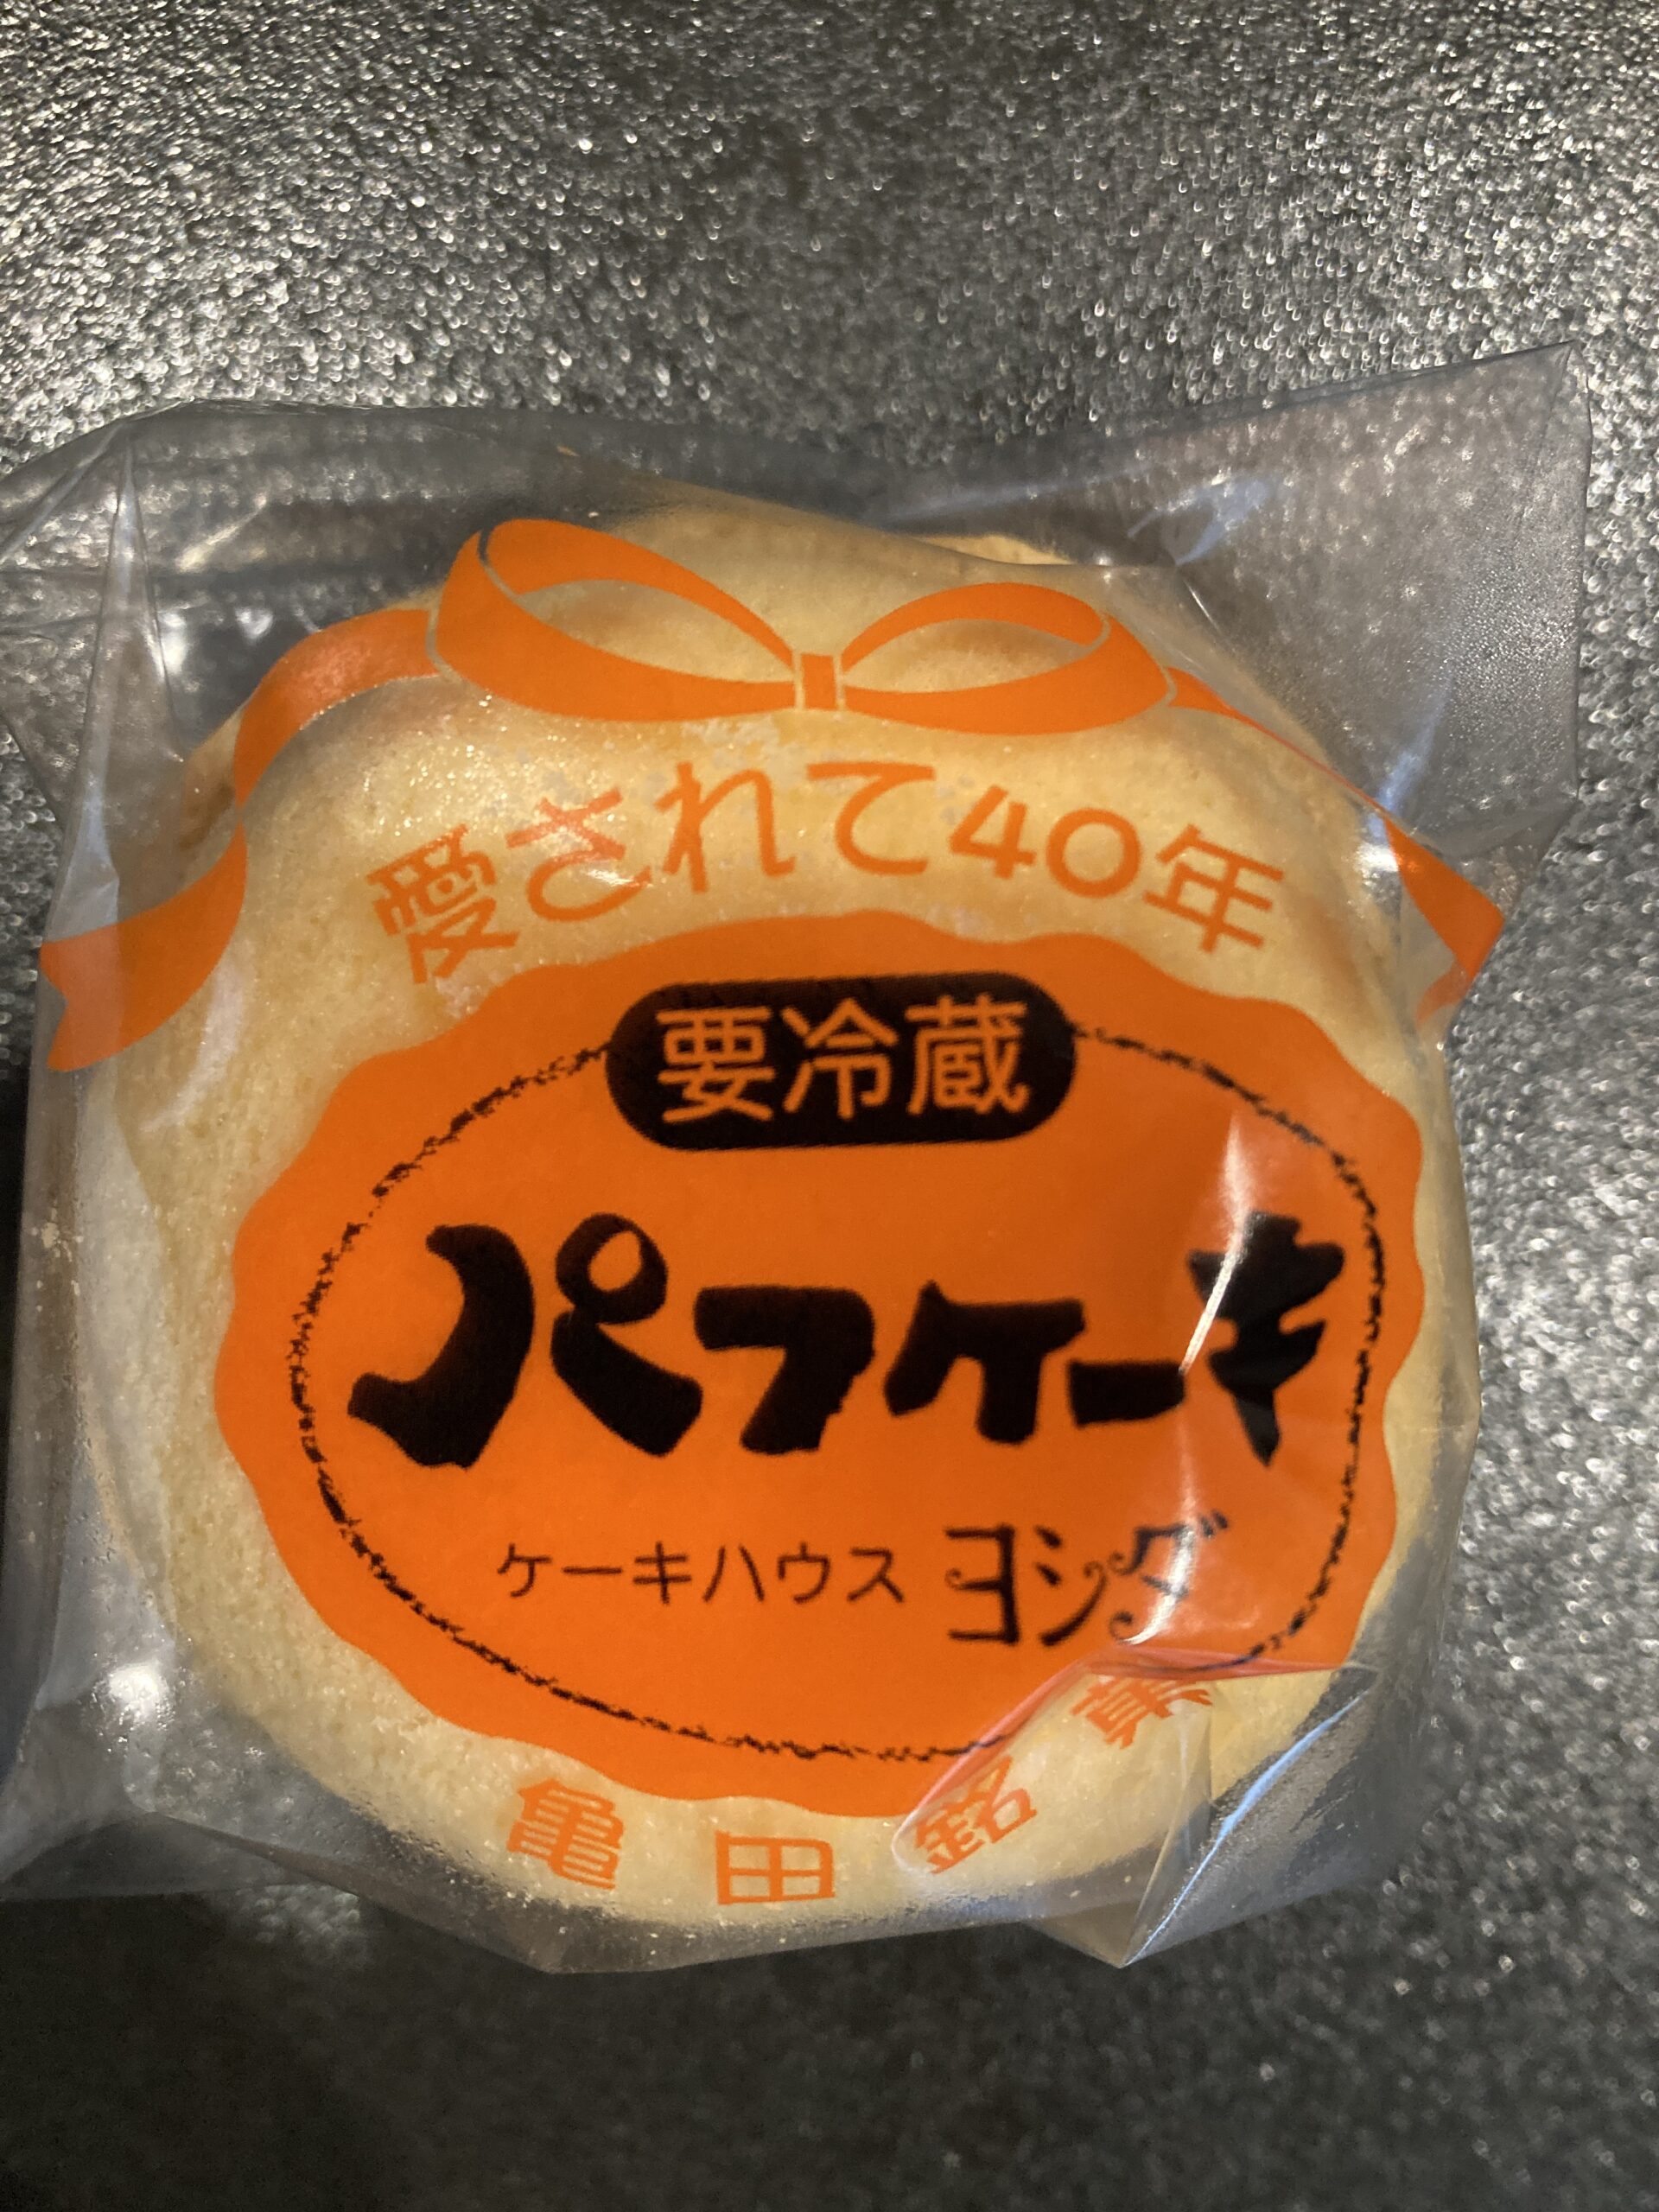 愛されて40年
要冷蔵
パフケーキ
ケーキハウス ヨシダ
亀田銘菓